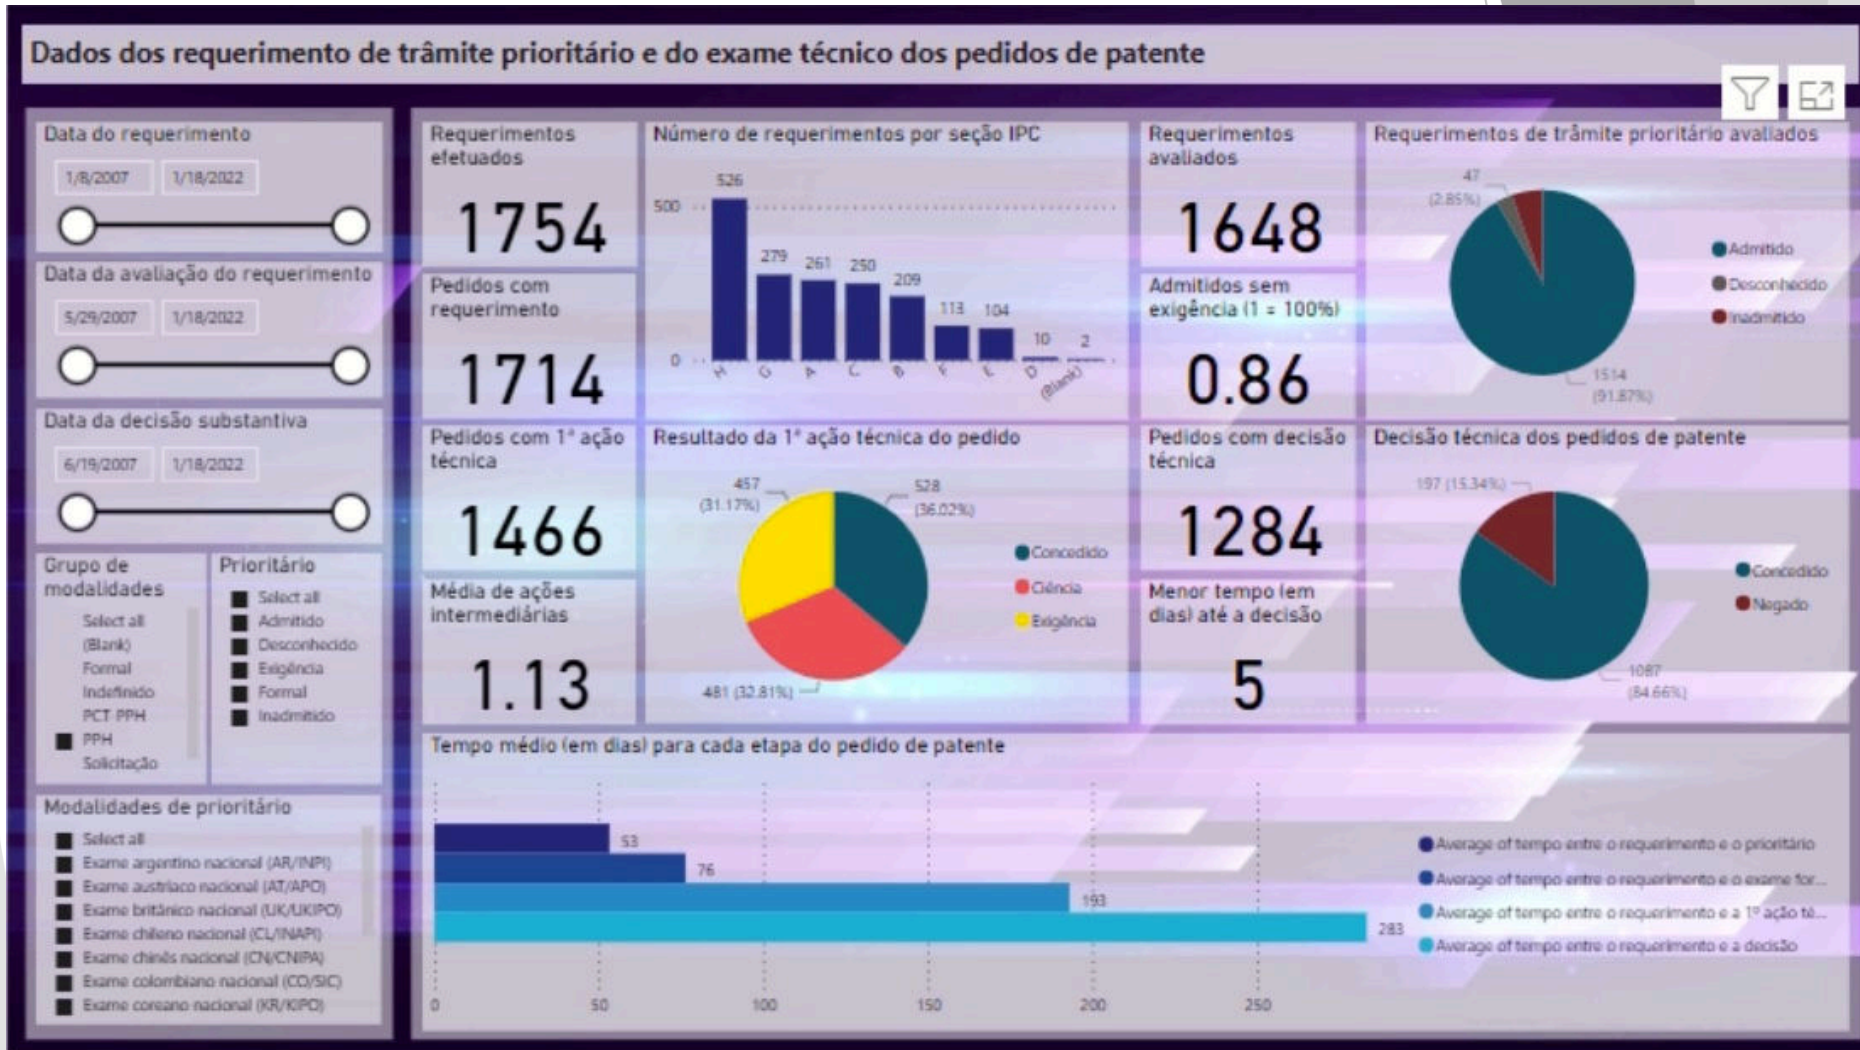 Dados dos requerimento de trâmite prioritário e do exame técnico dos pedidos de patente
Data do requerimento
1/8/2007
1/18/2022
Data da avaliação do requerimento
5/29/2007
1/18/2022
Data da decisão substantiva
6/19/2007
1/18/2022
Grupo de
modalidades
Select all
(Blank)
Formal
Indefinido
PCT PPH
PPH
Solicitação
Prioritário
Select all
Admitido
Desconhecido
Exigência
Formal
Inadmitido
Modalidades de prioritário
Select all
Exame argentino nacional (AR/INPI)
Exame austríaco nacional (AT/APO)
Exame britânico nacional (UK/UKIPO)
Exame chileno nacional (CL/INAPI)
Exame chinês nacional (CN/CNIPA)
Exame colombiano nacional (CO/SIC)
Exame coreano nacional (KR/KIPO)
Requerimentos
efetuados
1754
Pedidos com
requerimento
1714
Pedidos com 1ª ação
técnica
1466
Média de ações
intermediárias
1.13
Número de requerimentos por seção IPC
500
0
526
279
261
250
209
113
104
10
2
H
G
A
C
B
F
E
D
(Blank)
Resultado da 1ª ação técnica do pedido
457
(31.17%)
528
(36.02%)
481 (32.81%)
Concedido
Ciência
Exigência
Requerimentos
avaliados
1648
Admitidos sem
exigência (1 = 100%)
0.86
Pedidos com decisão
técnica
1284
Menor tempo (em
dias) até a decisão
5
Requerimentos de trâmite prioritário avaliados
47
(2.85%)
1514
(91.87%)
Admitido
Desconhecido
Inadmitido
Decisão técnica dos pedidos de patente
197 (15.34%)
1087
(84.66%)
Concedido
Negado
Tempo médio (em dias) para cada etapa do pedido de patente
53
76
193
283
0
50
100
150
200
250
Average of tempo entre o requerimento e o prioritário
Average of tempo entre o requerimento e o exame for...
Average of tempo entre o requerimento e a 1º ação té...
Average of tempo entre o requerimento e a decisão